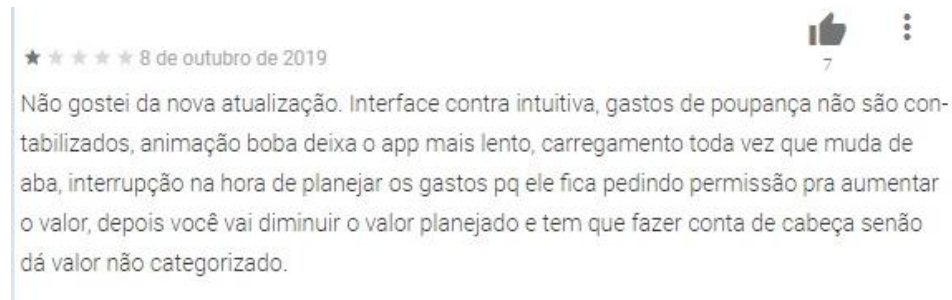 8 de outubro de 2019
7
Não gostei da nova atualização. Interface contra intuitiva, gastos de poupança não são con-
tabilizados, animação boba deixa o app mais lento, carregamento toda vez que muda de
aba, interrupção na hora de planejar os gastos pq ele fica pedindo permissão pra aumentar
o valor, depois você vai diminuir o valor planejado e tem que fazer conta de cabeça senão
dá valor não categorizado.